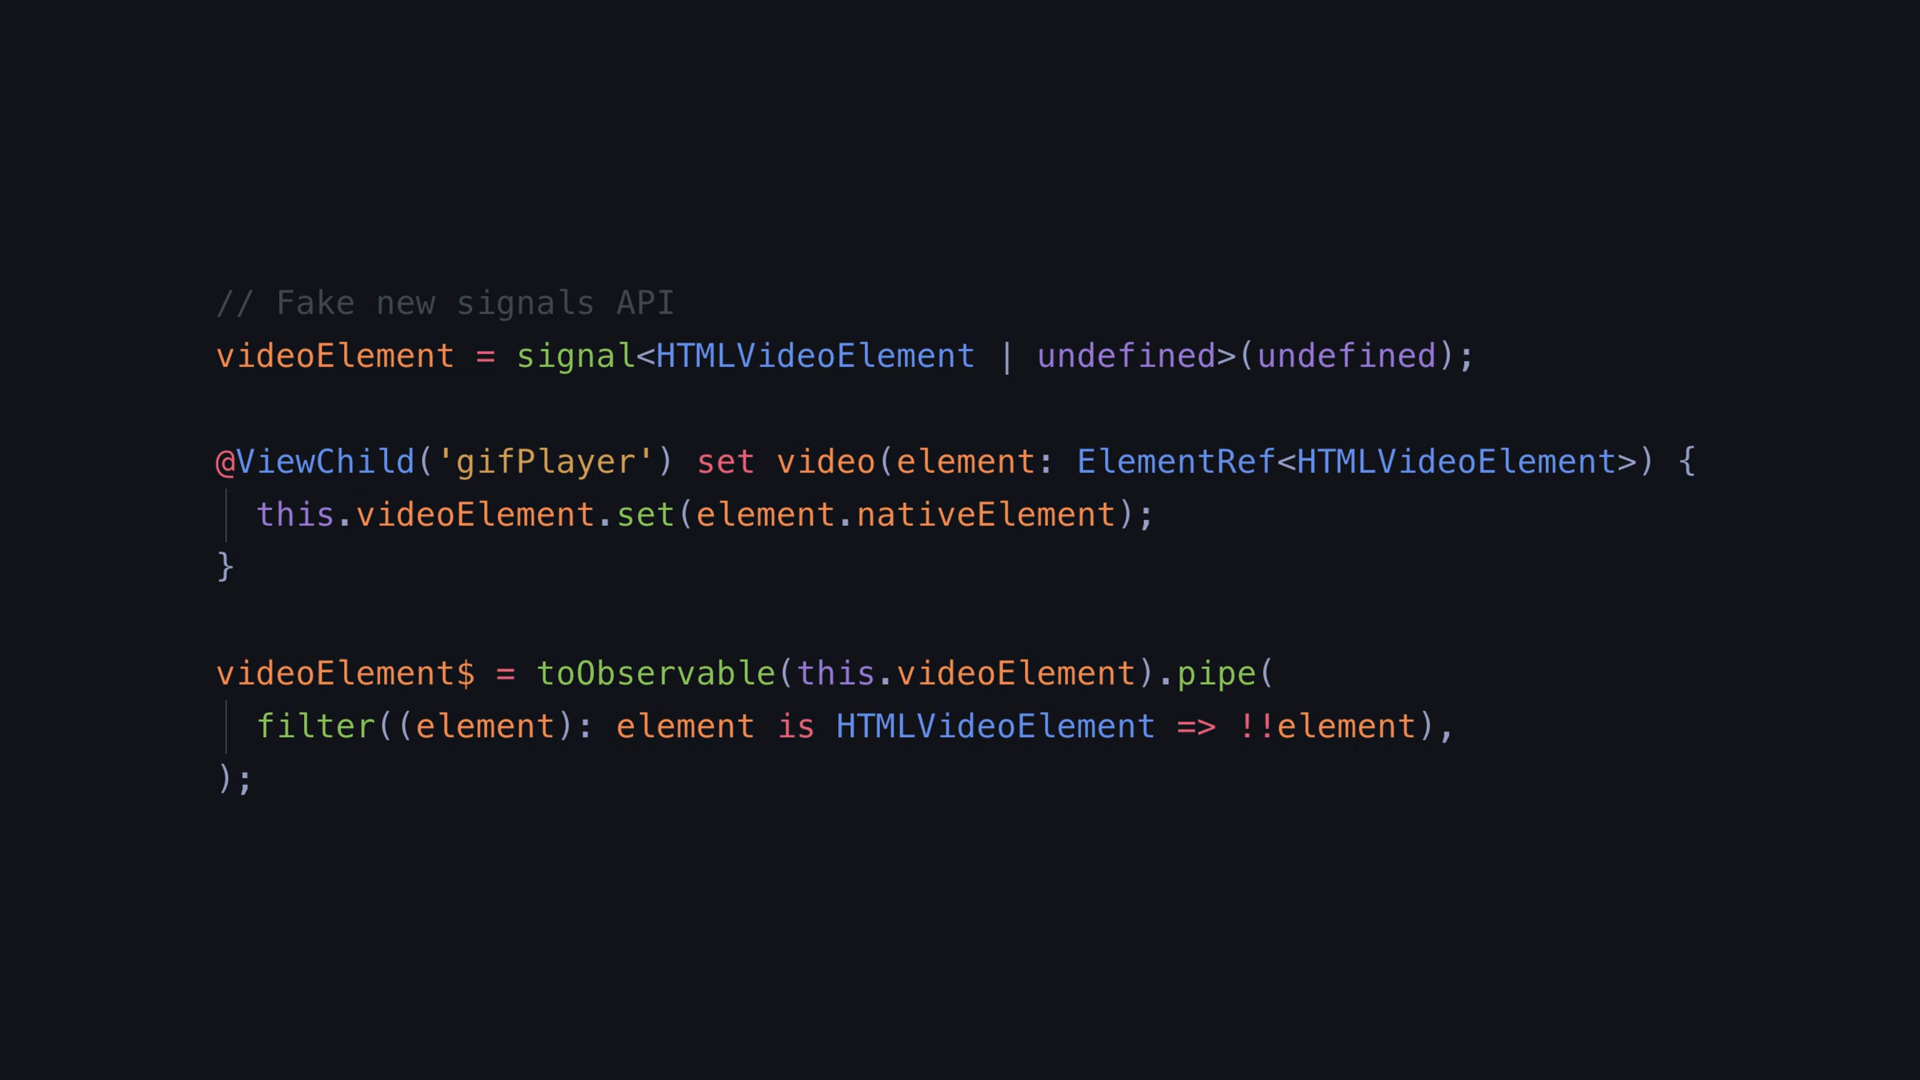 // Fake new signals API
videoElement = signal<HTMLVideoElement | undefined>(undefined);
@ViewChild('gifPlayer') set video(element: ElementRef<HTMLVideoElement>) {
this.videoElement.set(element.nativeElement);
}
videoElement$ = toObservable(this.videoElement).pipe(
filter((element): element is HTMLVideoElement => !!element),
);